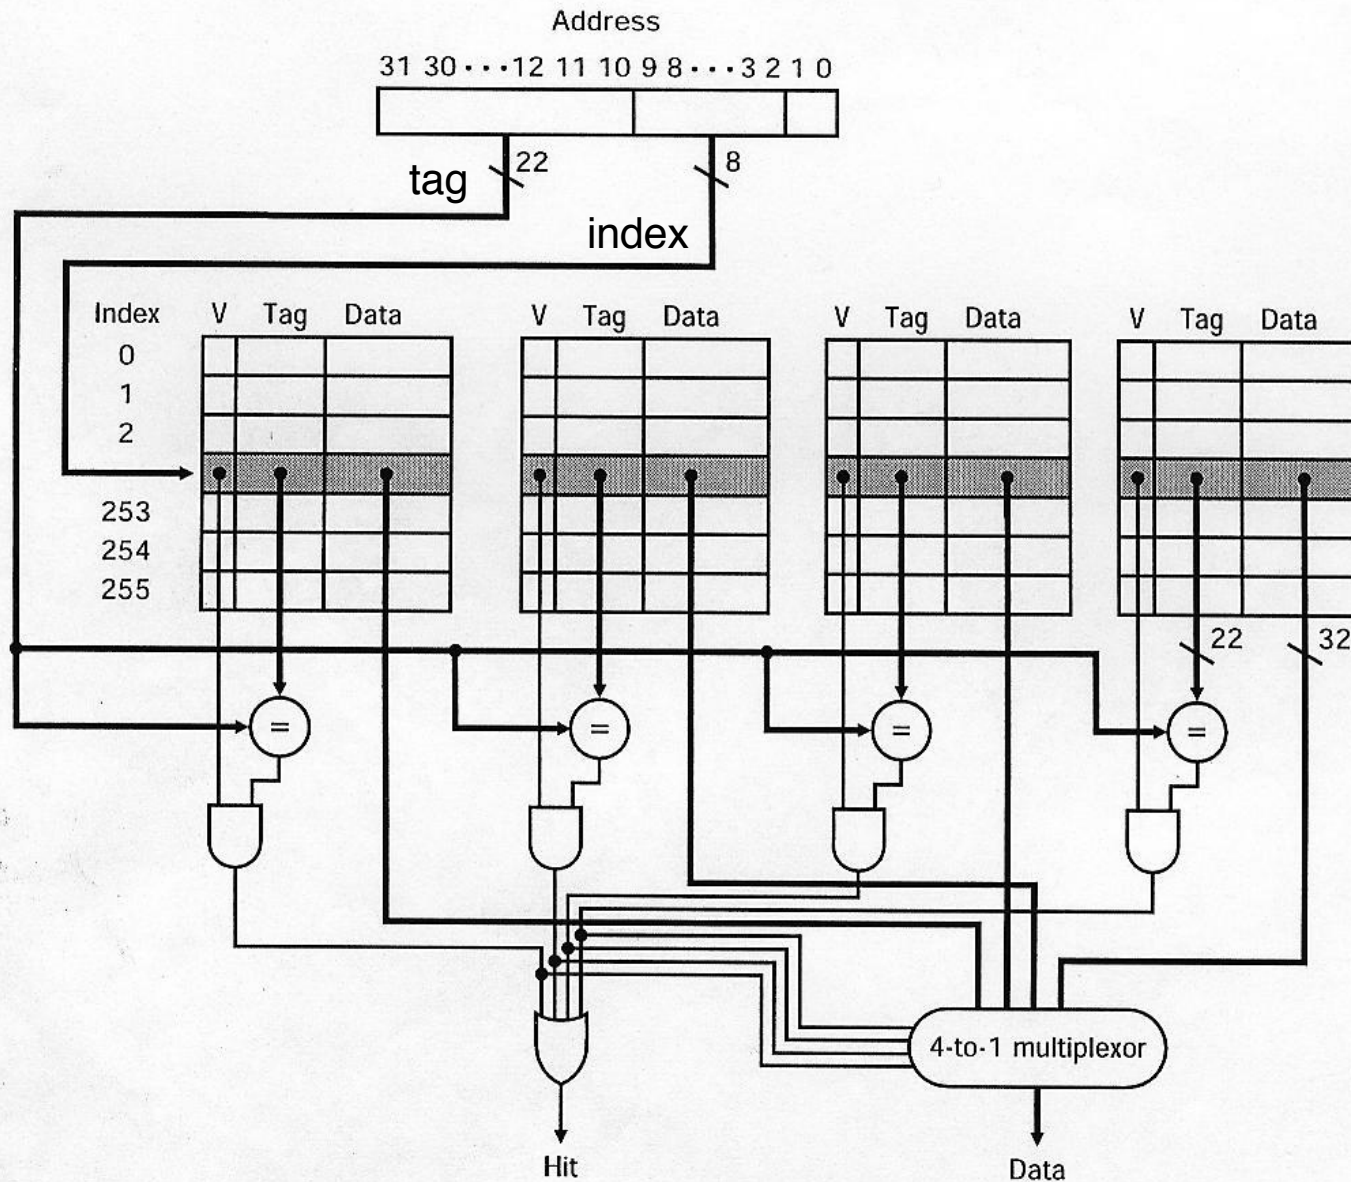 Address
31 30 ··· 12 11 10 9 8 ··· 3 2 1 0
22
8
tag
index
Index V Tag Data V Tag Data V Tag Data V Tag Data
0
1
2
253
254
255
22 32
= = = =
4-to-1 multiplexor
Hit Data